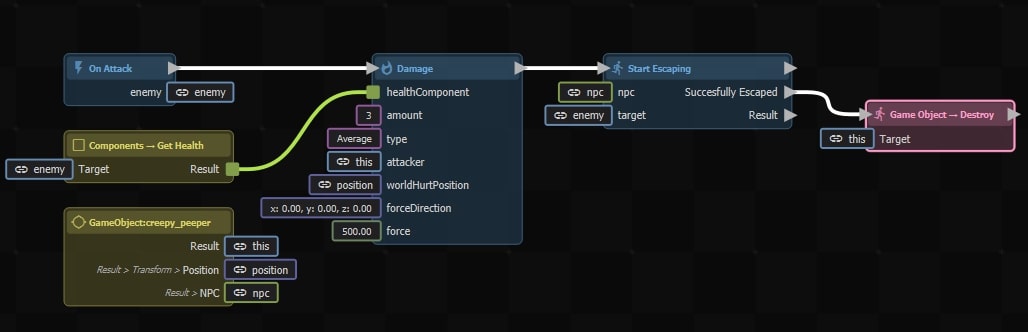 On Attack
enemy enemy
Components → Get Health
enemy Target Result
GameObject:creepy_peeper
Result this
Result > Transform > Position position
Result > NPC npc
Damage
healthComponent
3 amount
Average type
this attacker
position worldHurtPosition
x: 0.00, y: 0.00, z: 0.00 forceDirection
500.00 force
Start Escaping
npc npc Succesfully Escaped
enemy target Result
Game Object → Destroy
this Target